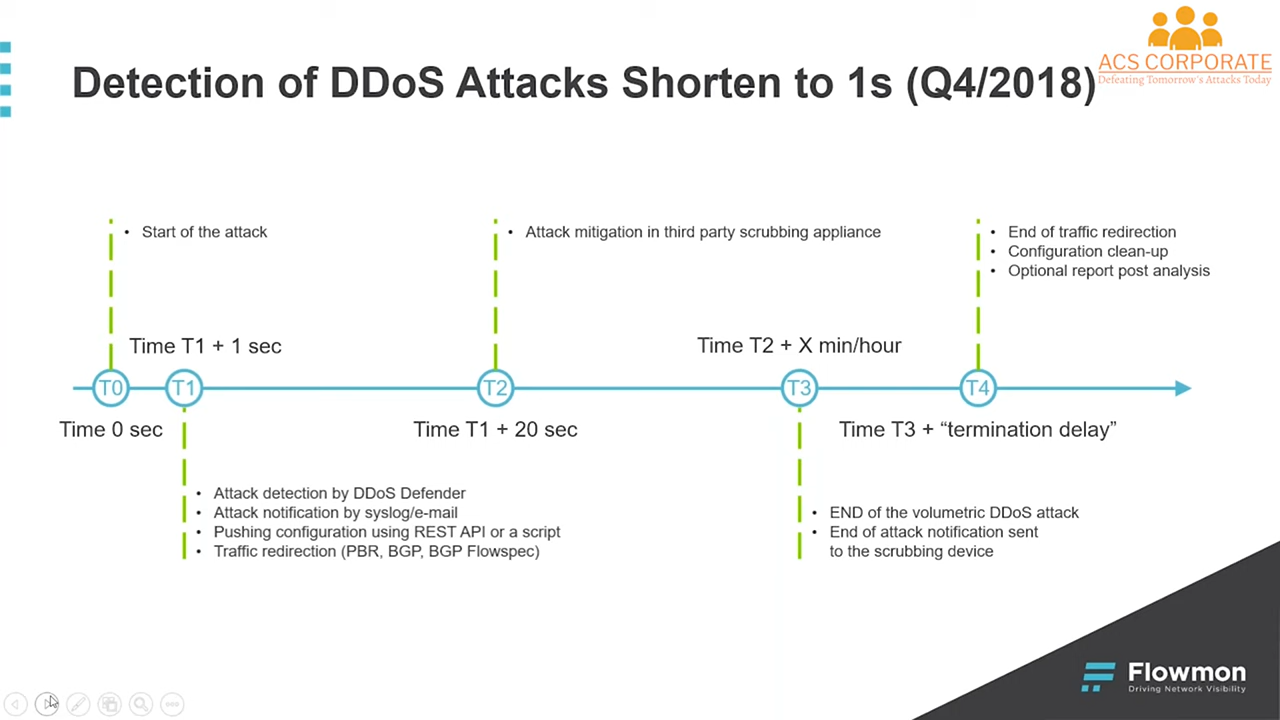 ACS CORPORATE
Defeating Tomorrow's Attacks Today
Detection of DDoS Attacks Shorten to 1s (Q4/2018)
• Start of the attack
• Attack mitigation in third party scrubbing appliance
• End of traffic redirection
• Configuration clean-up
• Optional report post analysis
Time T1 + 1 sec
Time T2 + X min/hour
T0
T1
T2
T3
T4
Time 0 sec
Time T1 + 20 sec
Time T3 + “termination delay”
• Attack detection by DDoS Defender
• Attack notification by syslog/e-mail
• Pushing configuration using REST API or a script
• Traffic redirection (PBR, BGP, BGP Flowspec)
• END of the volumetric DDoS attack
• End of attack notification sent
to the scrubbing device
Flowmon
Driving Network Visibility